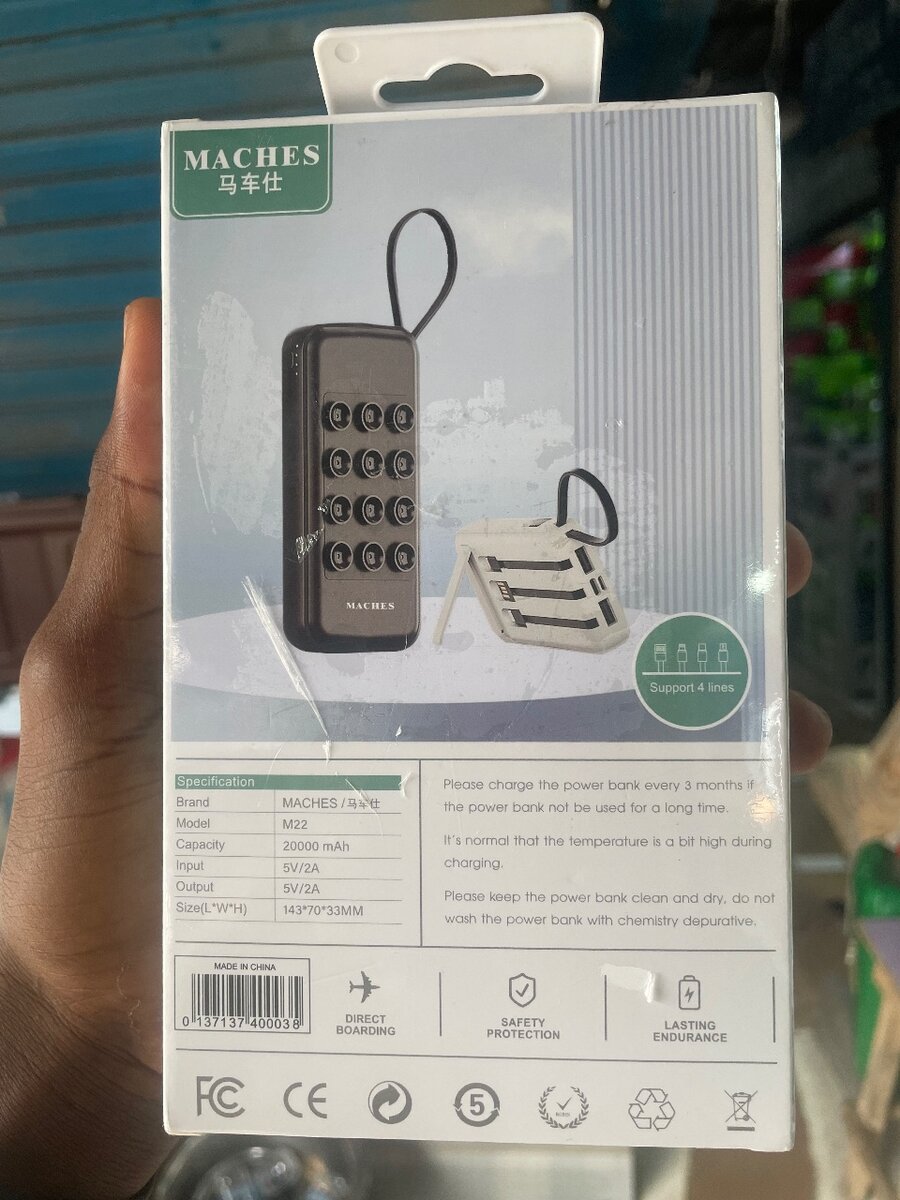 MACHES
马车仕
MACHES
Support 4 lines
Specification
Brand MACHES / 马车仕
Model M22
Capacity 20000 mAh
Input 5V/2A
Output 5V/2A
Size(L*W*H) 143*70*33MM
Please charge the power bank every 3 months if
the power bank not be used for a long time.
It's normal that the temperature is a bit high during
charging.
Please keep the power bank clean and dry, do not
wash the power bank with chemistry depurative.
MADE IN CHINA
0 137137 400038
DIRECT
BOARDING
SAFETY
PROTECTION
LASTING
ENDURANCE
FC
CE
5